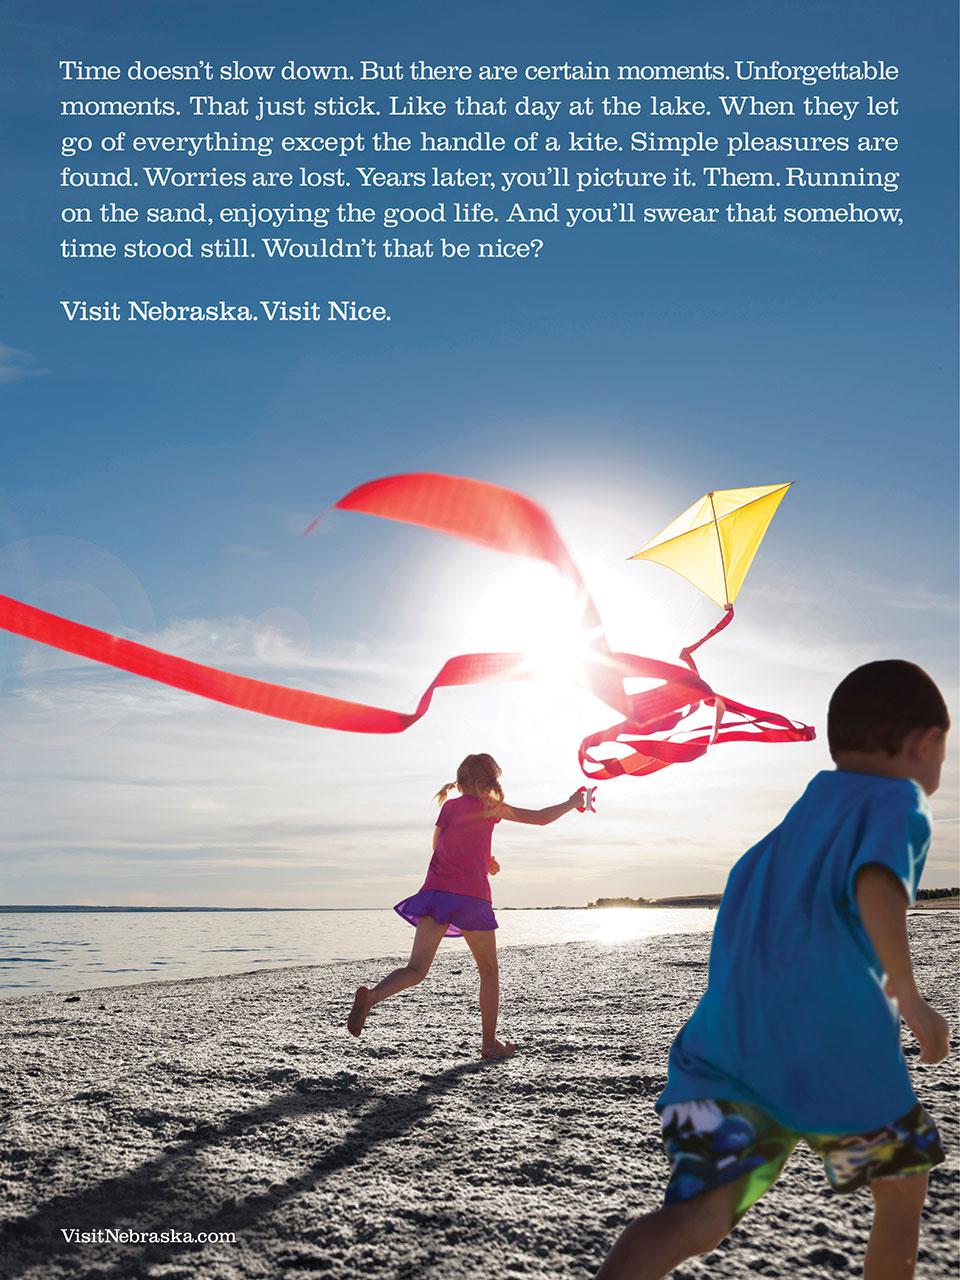 Time doesn't slow down. But there are certain moments. Unforgettable
moments. That just stick. Like that day at the lake. When they let
go of everything except the handle of a kite. Simple pleasures are
found. Worries are lost. Years later, you'll picture it. Them. Running
on the sand, enjoying the good life. And you'll swear that somehow,
time stood still. Wouldn't that be nice?
Visit Nebraska. Visit Nice.
VisitNebraska.com